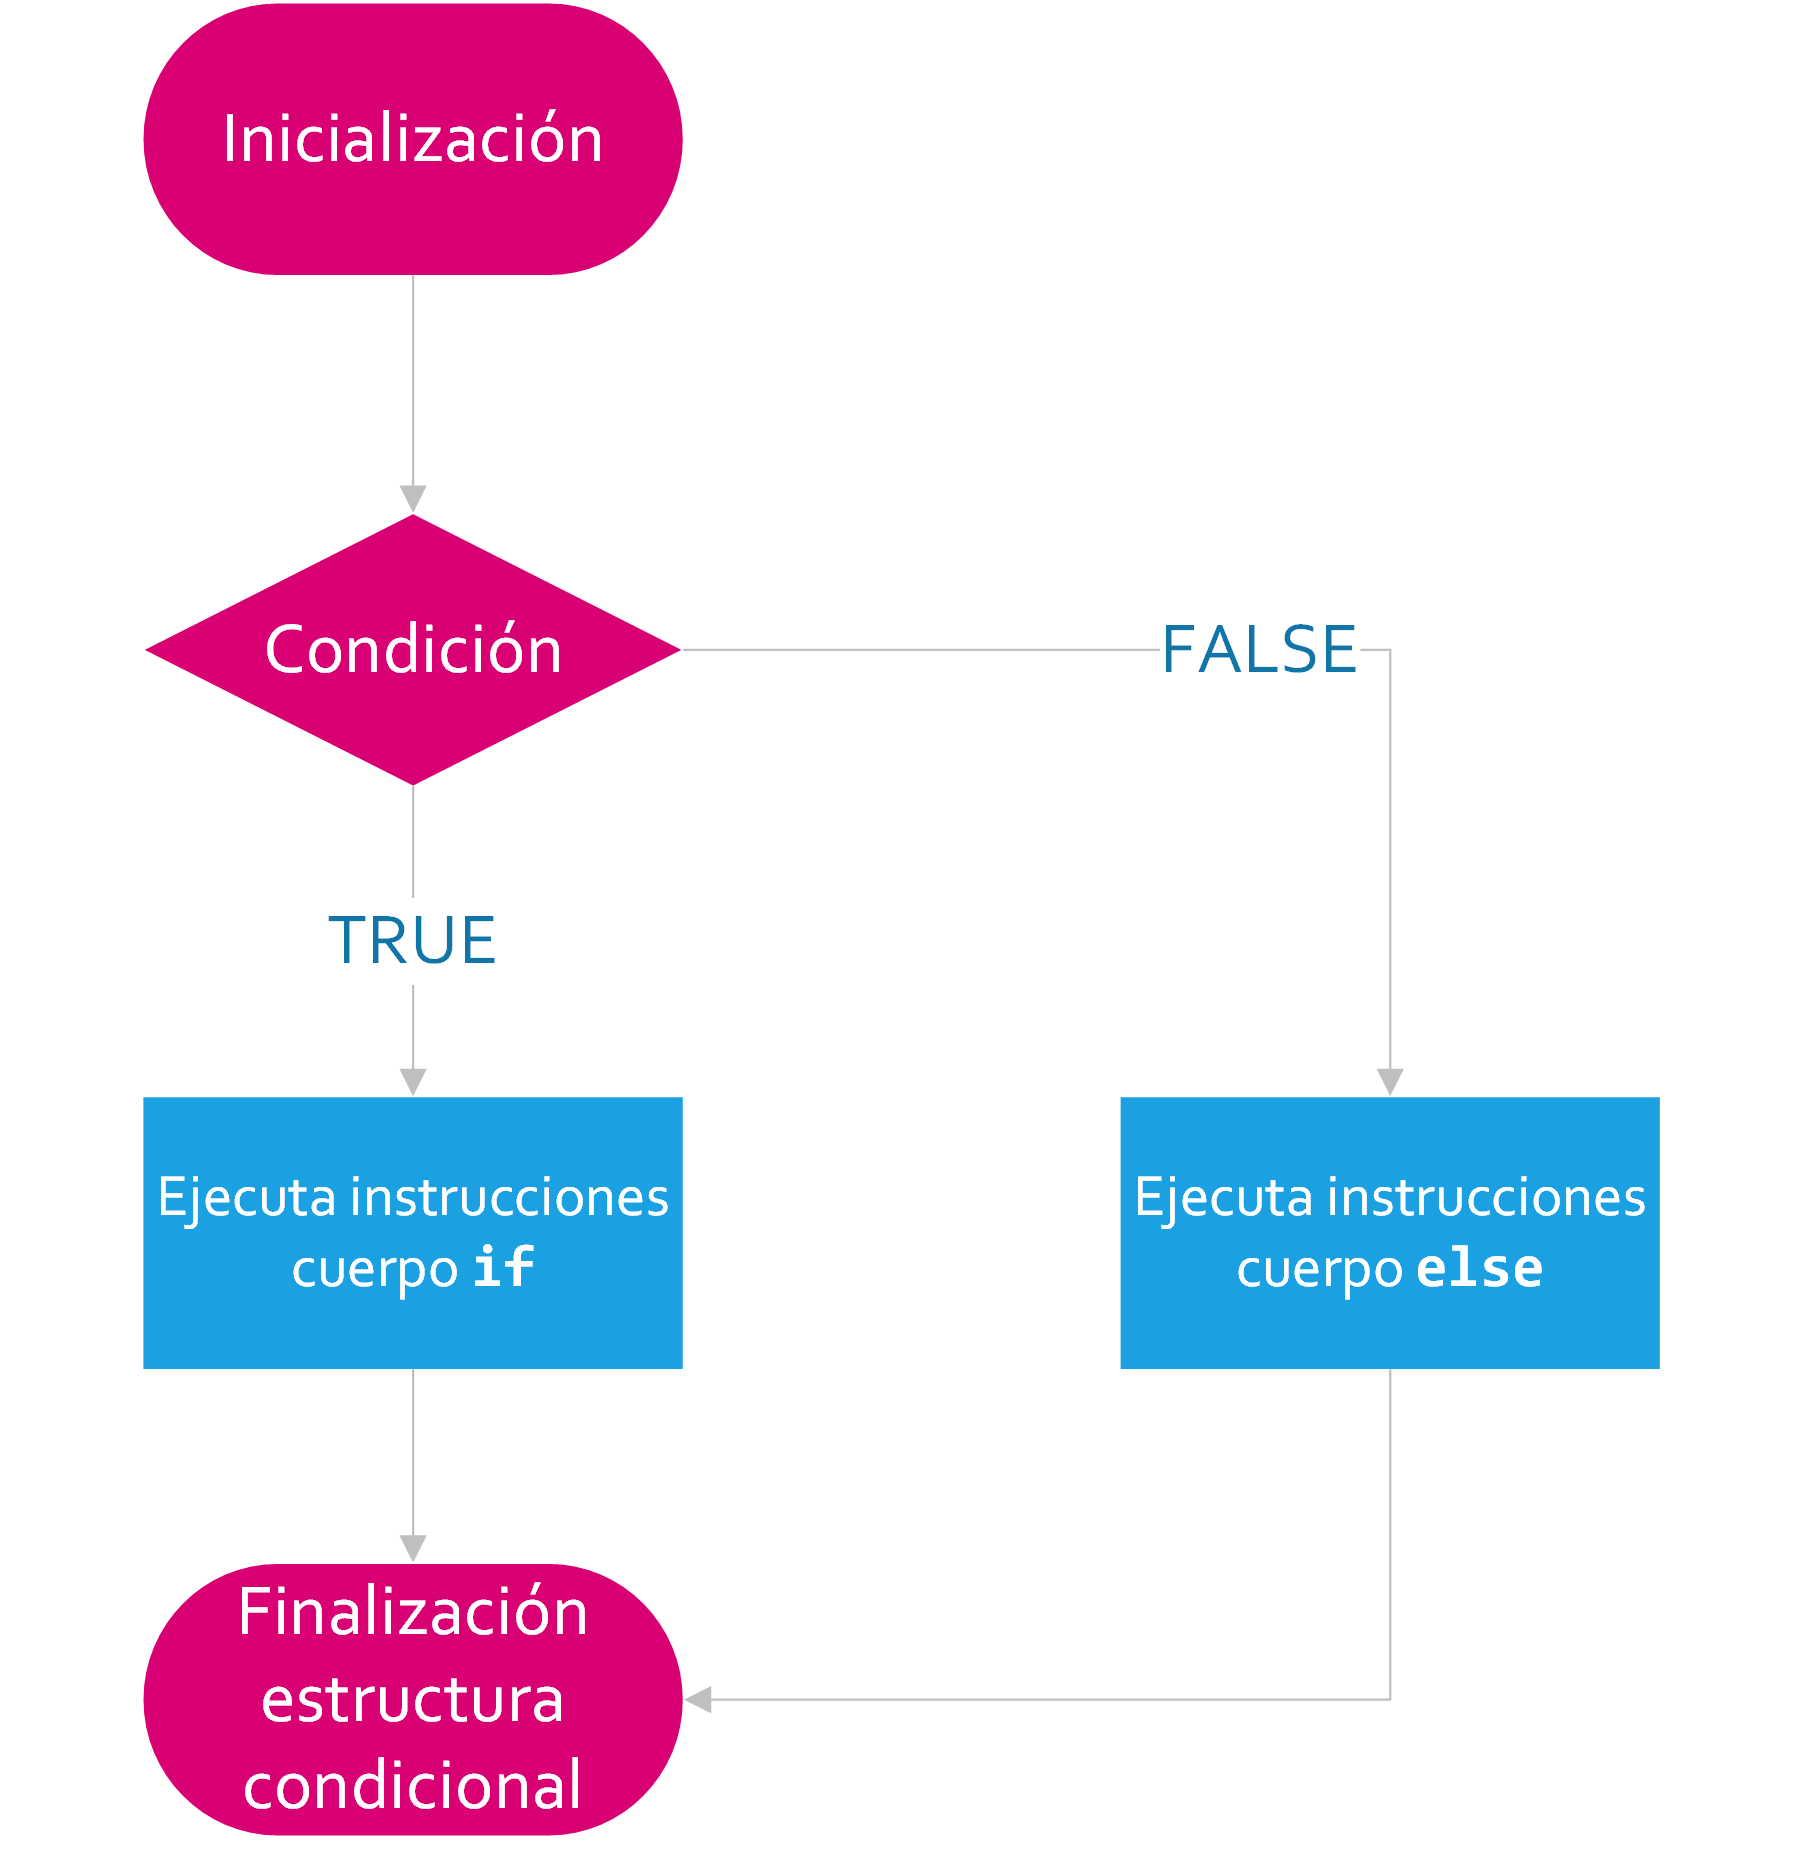 Inicialización
Condición
FALSE
TRUE
Ejecuta instrucciones
cuerpo if
Ejecuta instrucciones
cuerpo else
Finalización
estructura
condicional